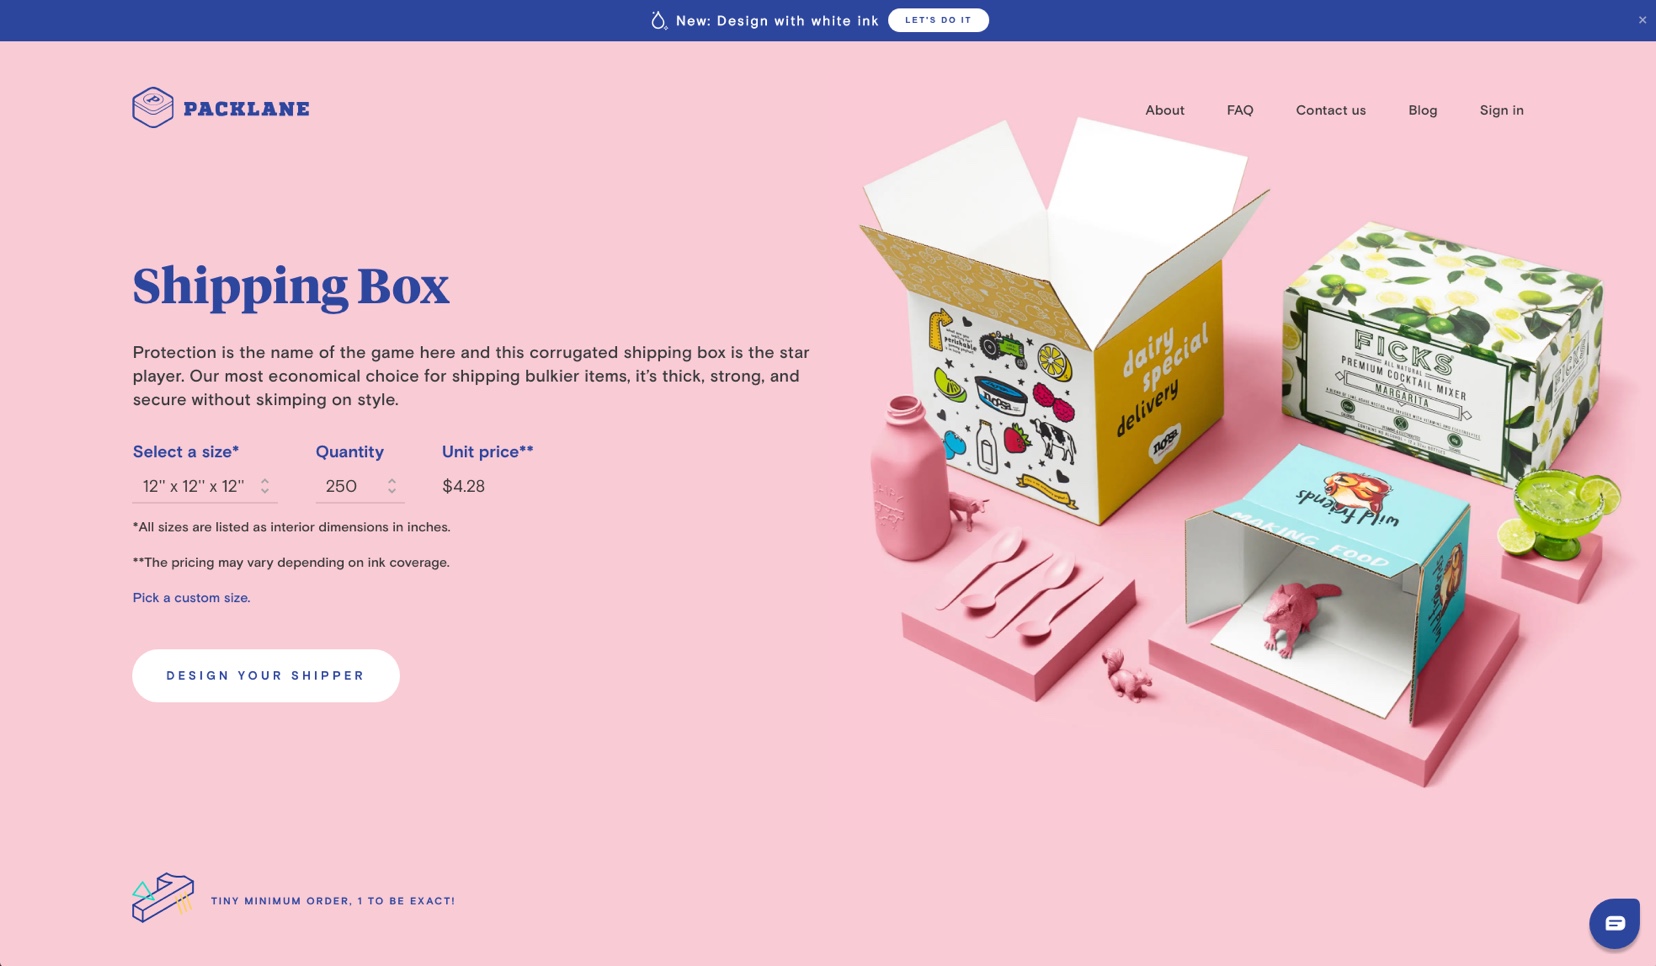 New: Design with white ink
LET'S DO IT
×
PACKLANE
About
FAQ
Contact us
Blog
Sign in
Shipping Box
Protection is the name of the game here and this corrugated shipping box is the star
player. Our most economical choice for shipping bulkier items, it’s thick, strong, and
secure without skimping on style.
Select a size*
Quantity
Unit price**
12'' x 12'' x 12''
250
$4.28
*All sizes are listed as interior dimensions in inches.
**The pricing may vary depending on ink coverage.
Pick a custom size.
DESIGN YOUR SHIPPER
TINY MINIMUM ORDER, 1 TO BE EXACT!
perishable
noosa
dairy
special
delivery
noosa
DAIRY
FICKS
ALL NATURAL
PREMIUM COCKTAIL MIXER
MARGARITA
wild friends
MAKING FOOD